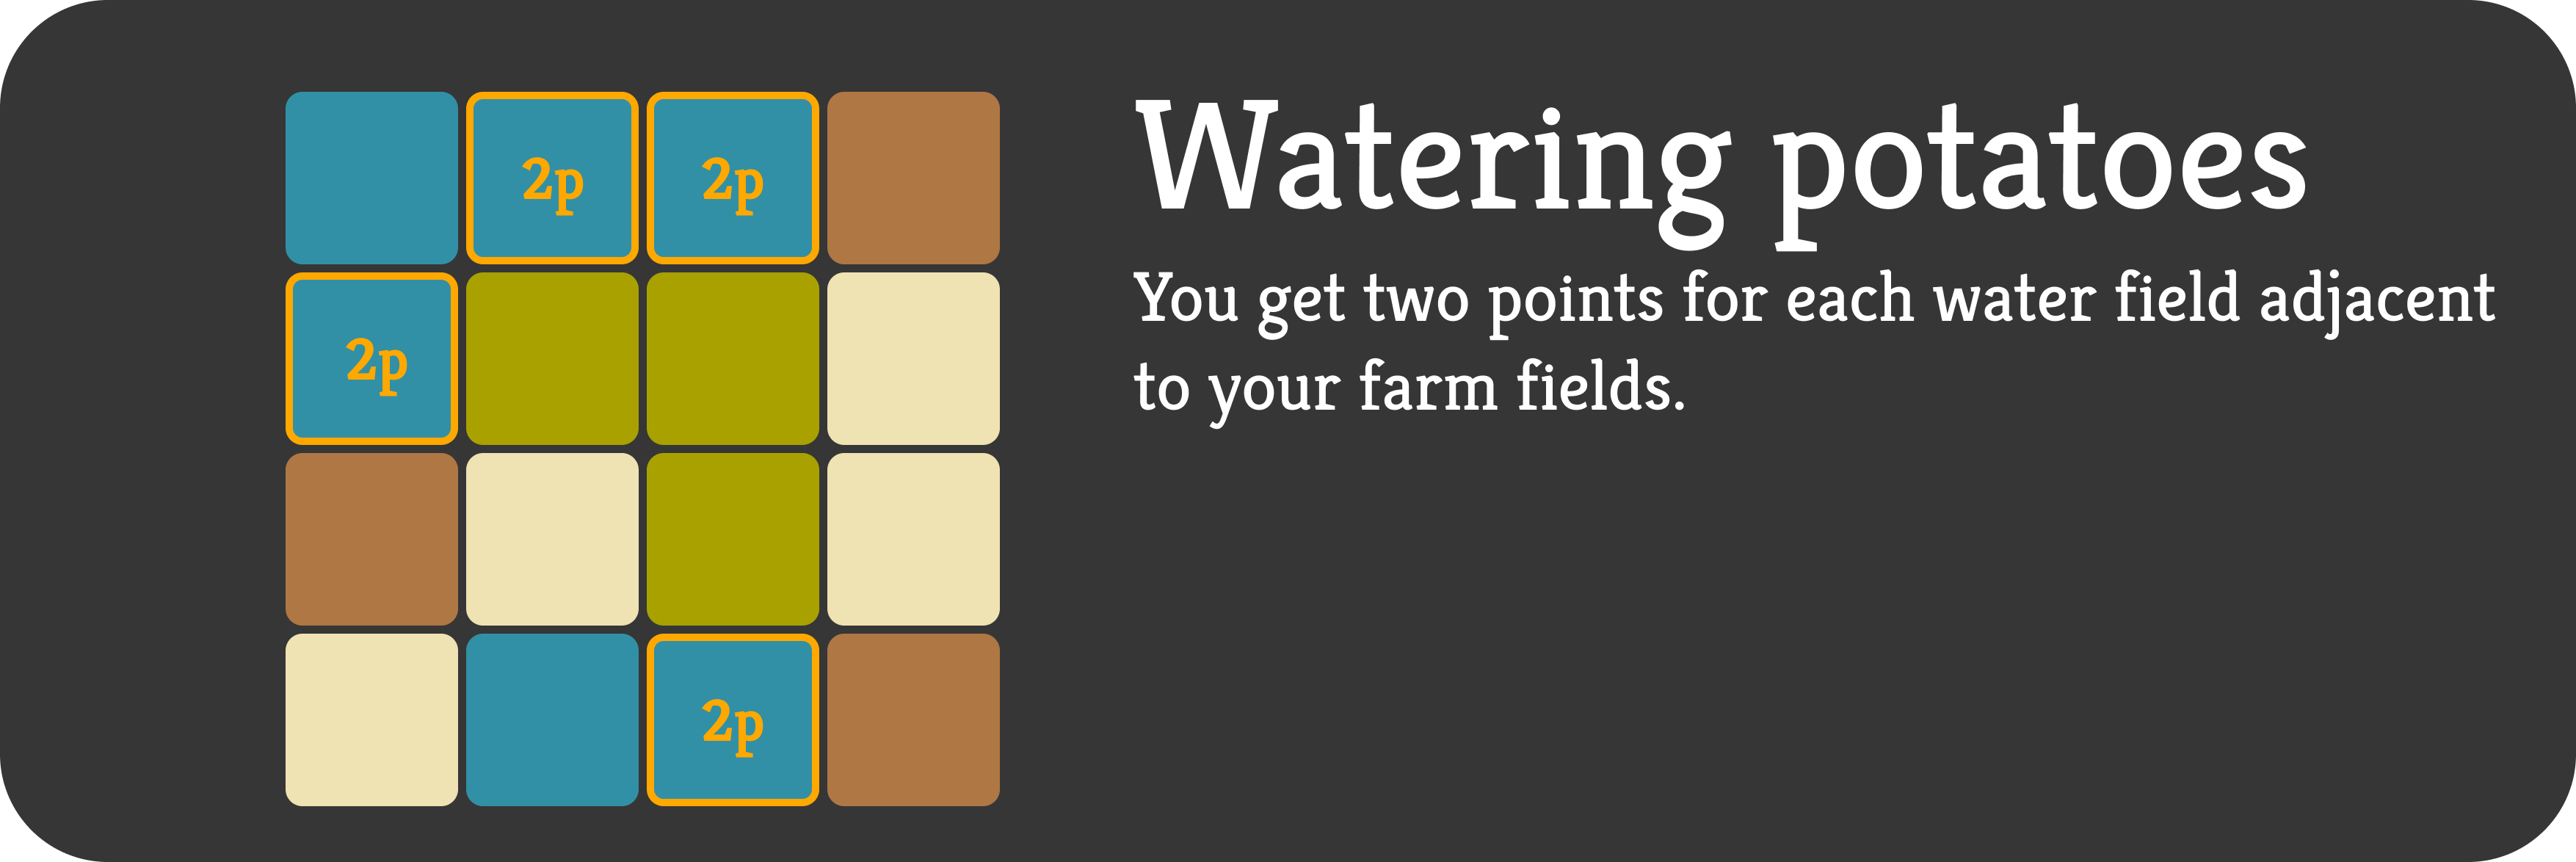 2p 2p
2p
2p
Watering potatoes
You get two points for each water field adjacent
to your farm fields.